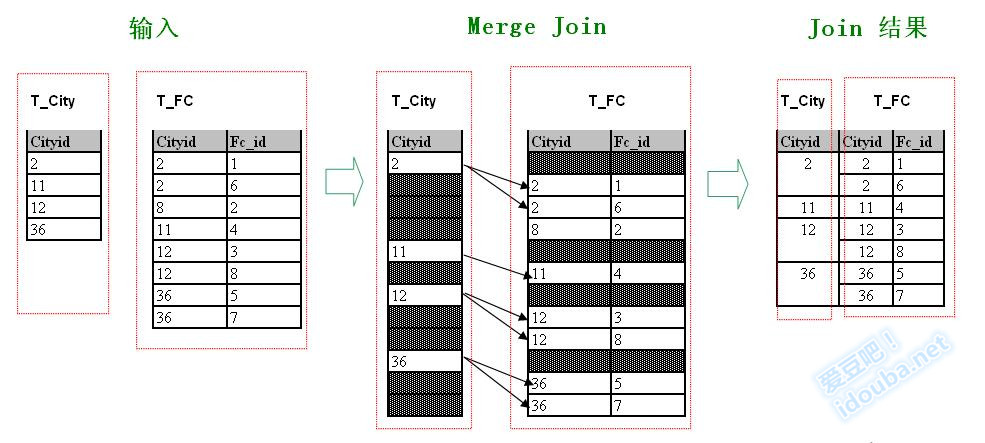 输入 Merge Join Join 结果
T_City T_FC T_City T_FC T_City T_FC
Cityid Cityid Fc_id Cityid Cityid Fc_id Cityid Cityid Fc_id
2 2 1 2 2 2 1
11 2 6 2 1 2 6
12 8 2 2 6 11 11 4
36 11 4 8 2 12 12 3
12 3 11 12 8
12 8 11 4 36 36 5
36 5 12 36 7
36 7 12 3
12 8
36
36 5
36 7
爱豆吧!
idouba.net